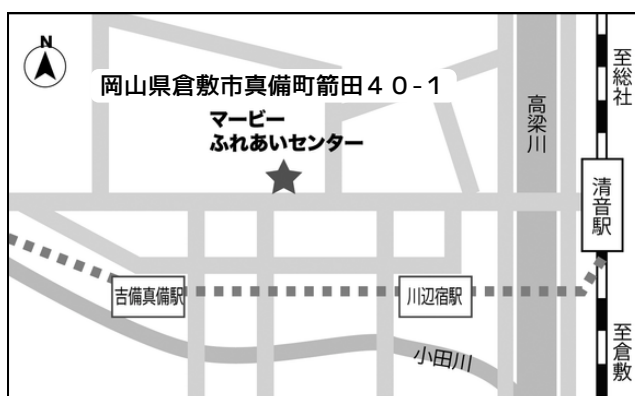 N
岡山県倉敷市真備町箭田４０-１
マービー
ふれあいセンター
高梁川
至総社
清音駅
吉備真備駅
川辺宿駅
小田川
至倉敷